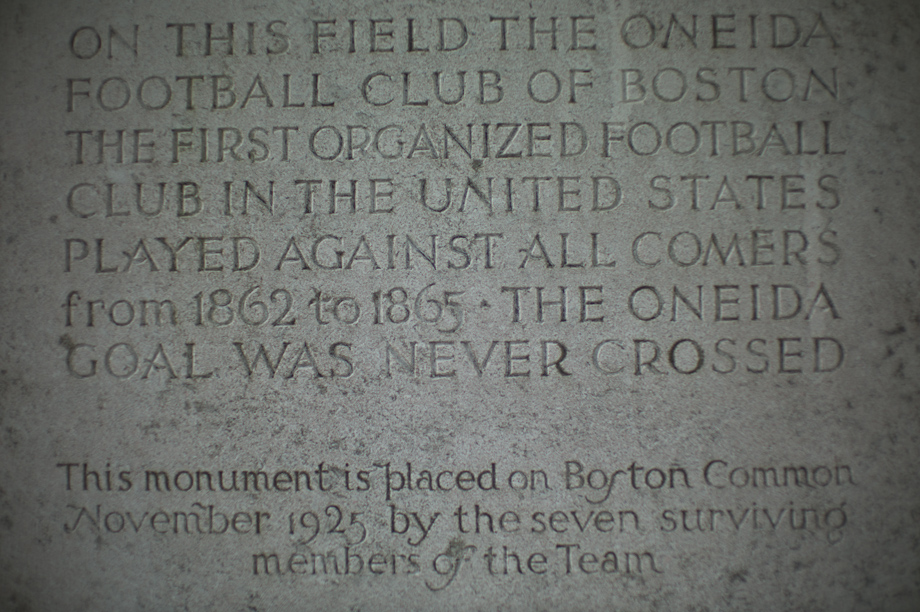 ON THIS FIELD THE ONEIDA
FOOTBALL CLUB OF BOSTON
THE FIRST ORGANIZED FOOTBALL
CLUB IN THE UNITED STATES
PLAYED AGAINST ALL COMERS
from 1862 to 1865 · THE ONEIDA
GOAL WAS NEVER CROSSED
This monument is placed on Boston Common
November 1925 by the seven surviving
members of the Team